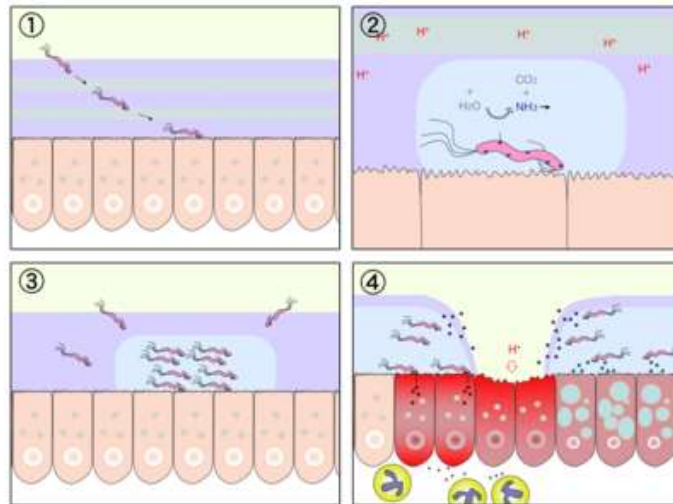 ①
②
H⁺ H⁺ H⁺ H⁺
H⁺ H⁺
CO₂
+ +
H₂O NH₃
③
④
H⁺